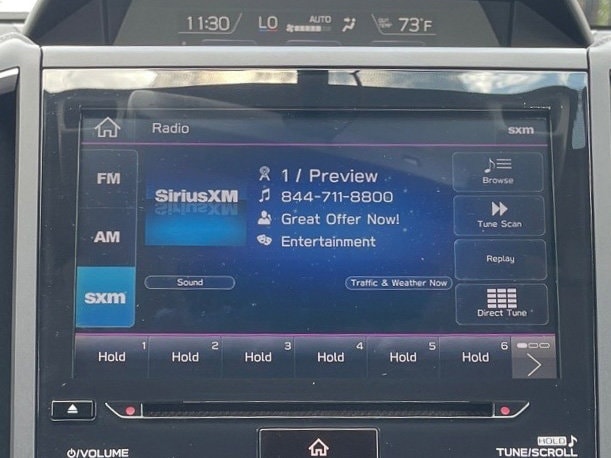 11:30 LO AUTO 73°F
Radio sxm
FM
AM
sxm
SiriusXM
1 / Preview
844-711-8800
Great Offer Now!
Entertainment
Sound Traffic & Weather Now
Browse
Tune Scan
Replay
Direct Tune
1 2 3 4 5 6
Hold Hold Hold Hold Hold Hold
HOLD
/VOLUME TUNE/SCROLL